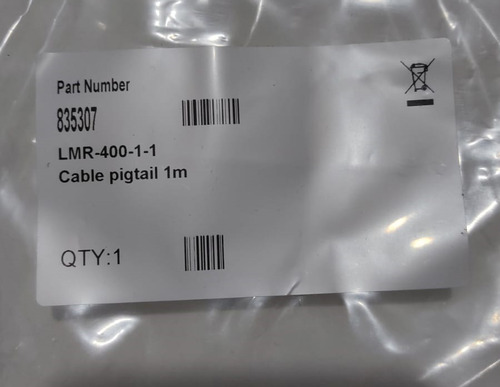 Part Number
835307
LMR-400-1-1
Cable pigtail 1m
QTY:1